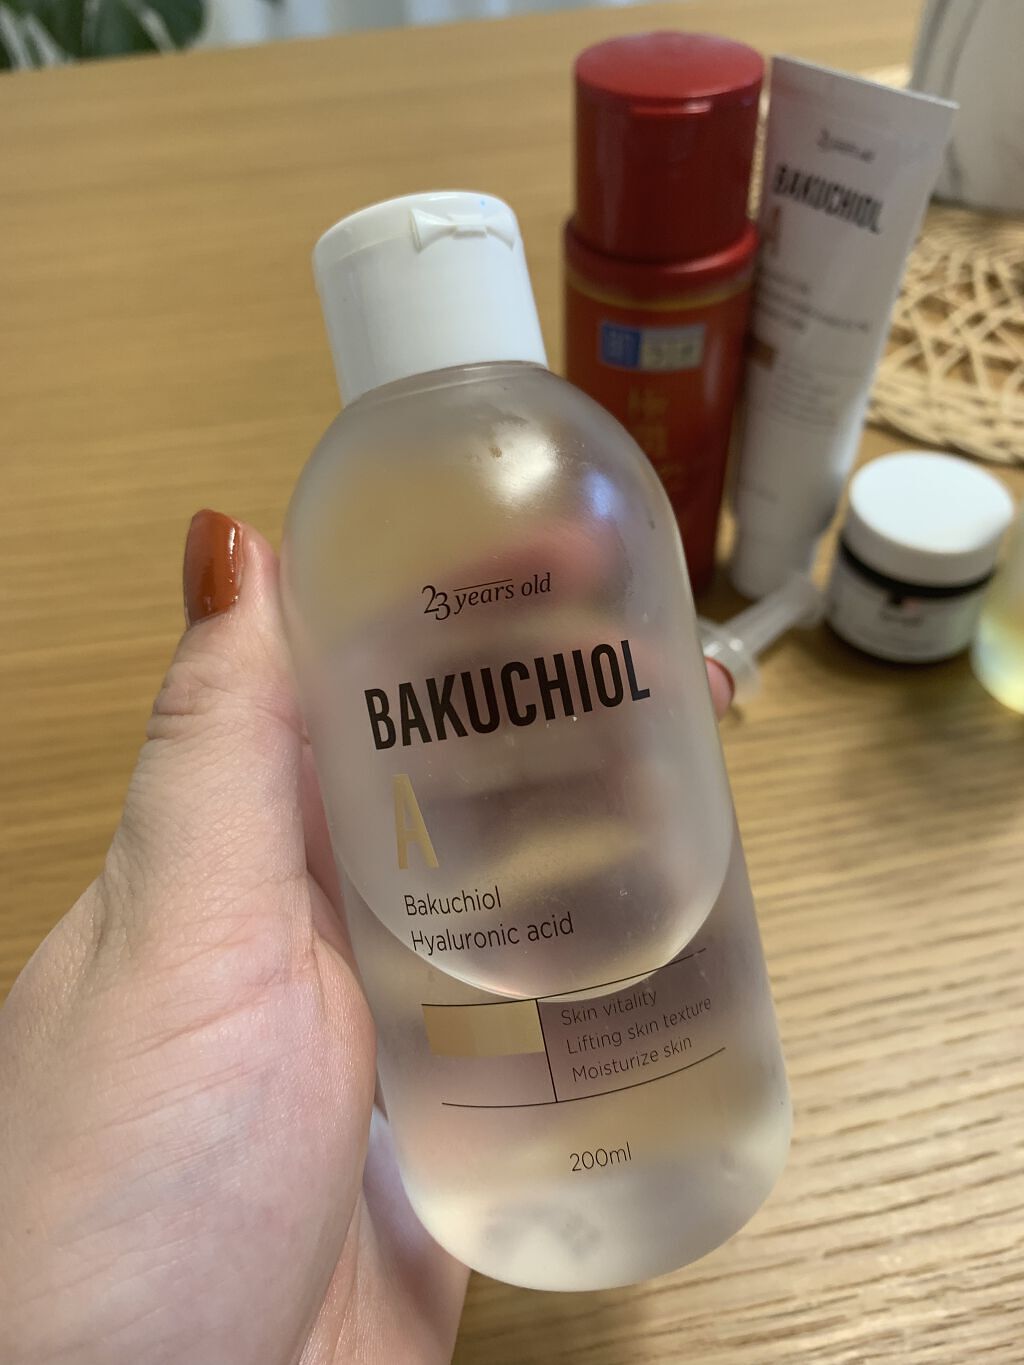 23 years old
BAKUCHIOL
A
Bakuchiol
Hyaluronic acid
Skin vitality
Lifting skin texture
Moisturize skin
200ml
BAKUCHIOL
A